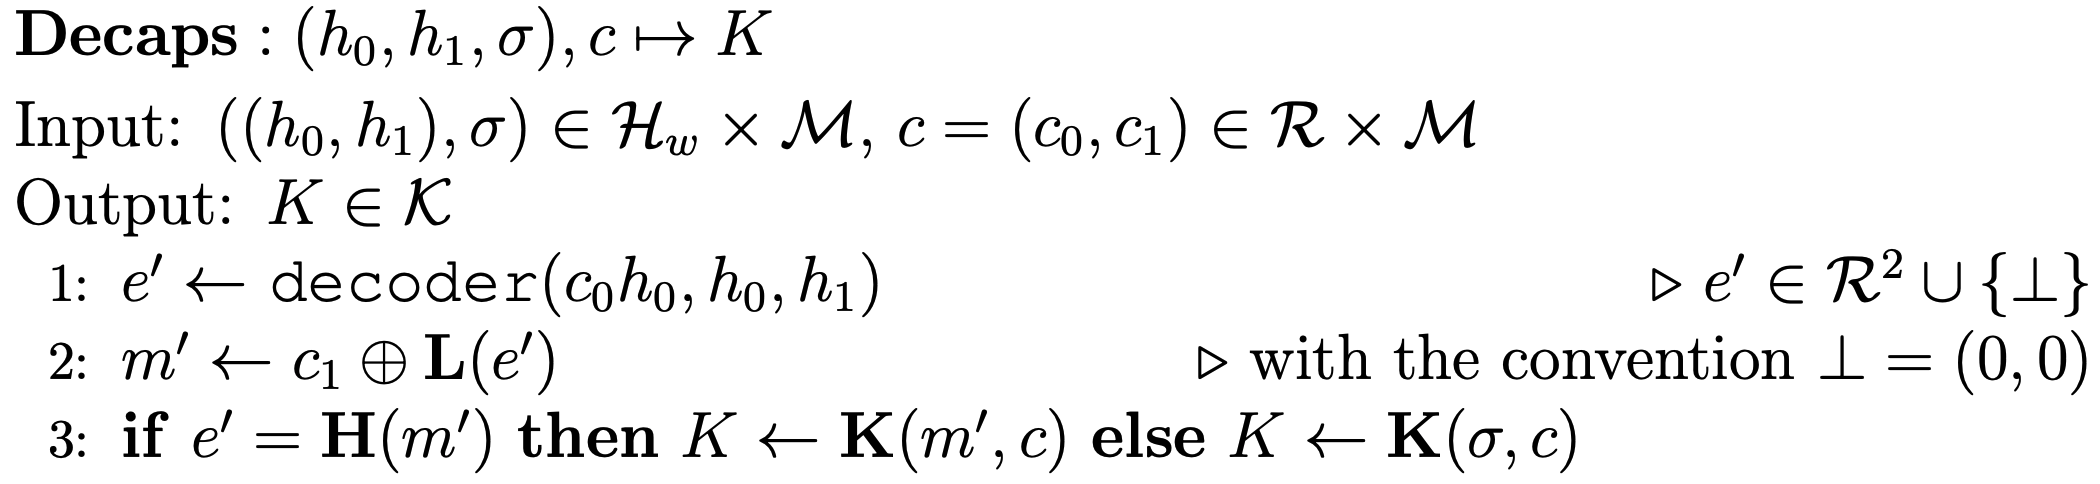 Decaps : (h₀, h₁, σ), c ↦ K
Input: ((h₀, h₁), σ) ∈ ℋ_w × ℳ, c = (c₀, c₁) ∈ ℛ × ℳ
Output: K ∈ 𝒦
1: e′ ← decoder(c₀h₀, h₀, h₁) ▷ e′ ∈ ℛ² ∪ {⊥}
2: m′ ← c₁ ⊕ L(e′) ▷ with the convention ⊥ = (0, 0)
3: if e′ = H(m′) then K ← K(m′, c) else K ← K(σ, c)